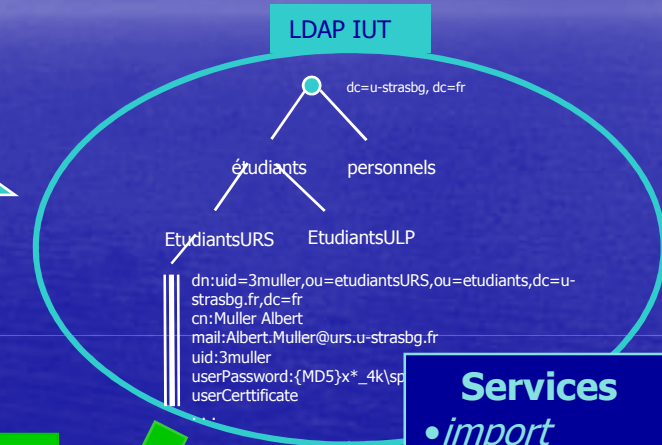 LDAP IUT
dc=u-strasbg, dc=fr
étudiants personnels
EtudiantsURS EtudiantsULP
dn:uid=3muller,ou=etudiantsURS,ou=etudiants,dc=u-
strasbg.fr,dc=fr
cn:Muller Albert
mail:Albert.Muller@urs.u-strasbg.fr
uid:3muller
userPassword:{MD5}x*_4k\sp
userCerttificate
. . .
Services
•import